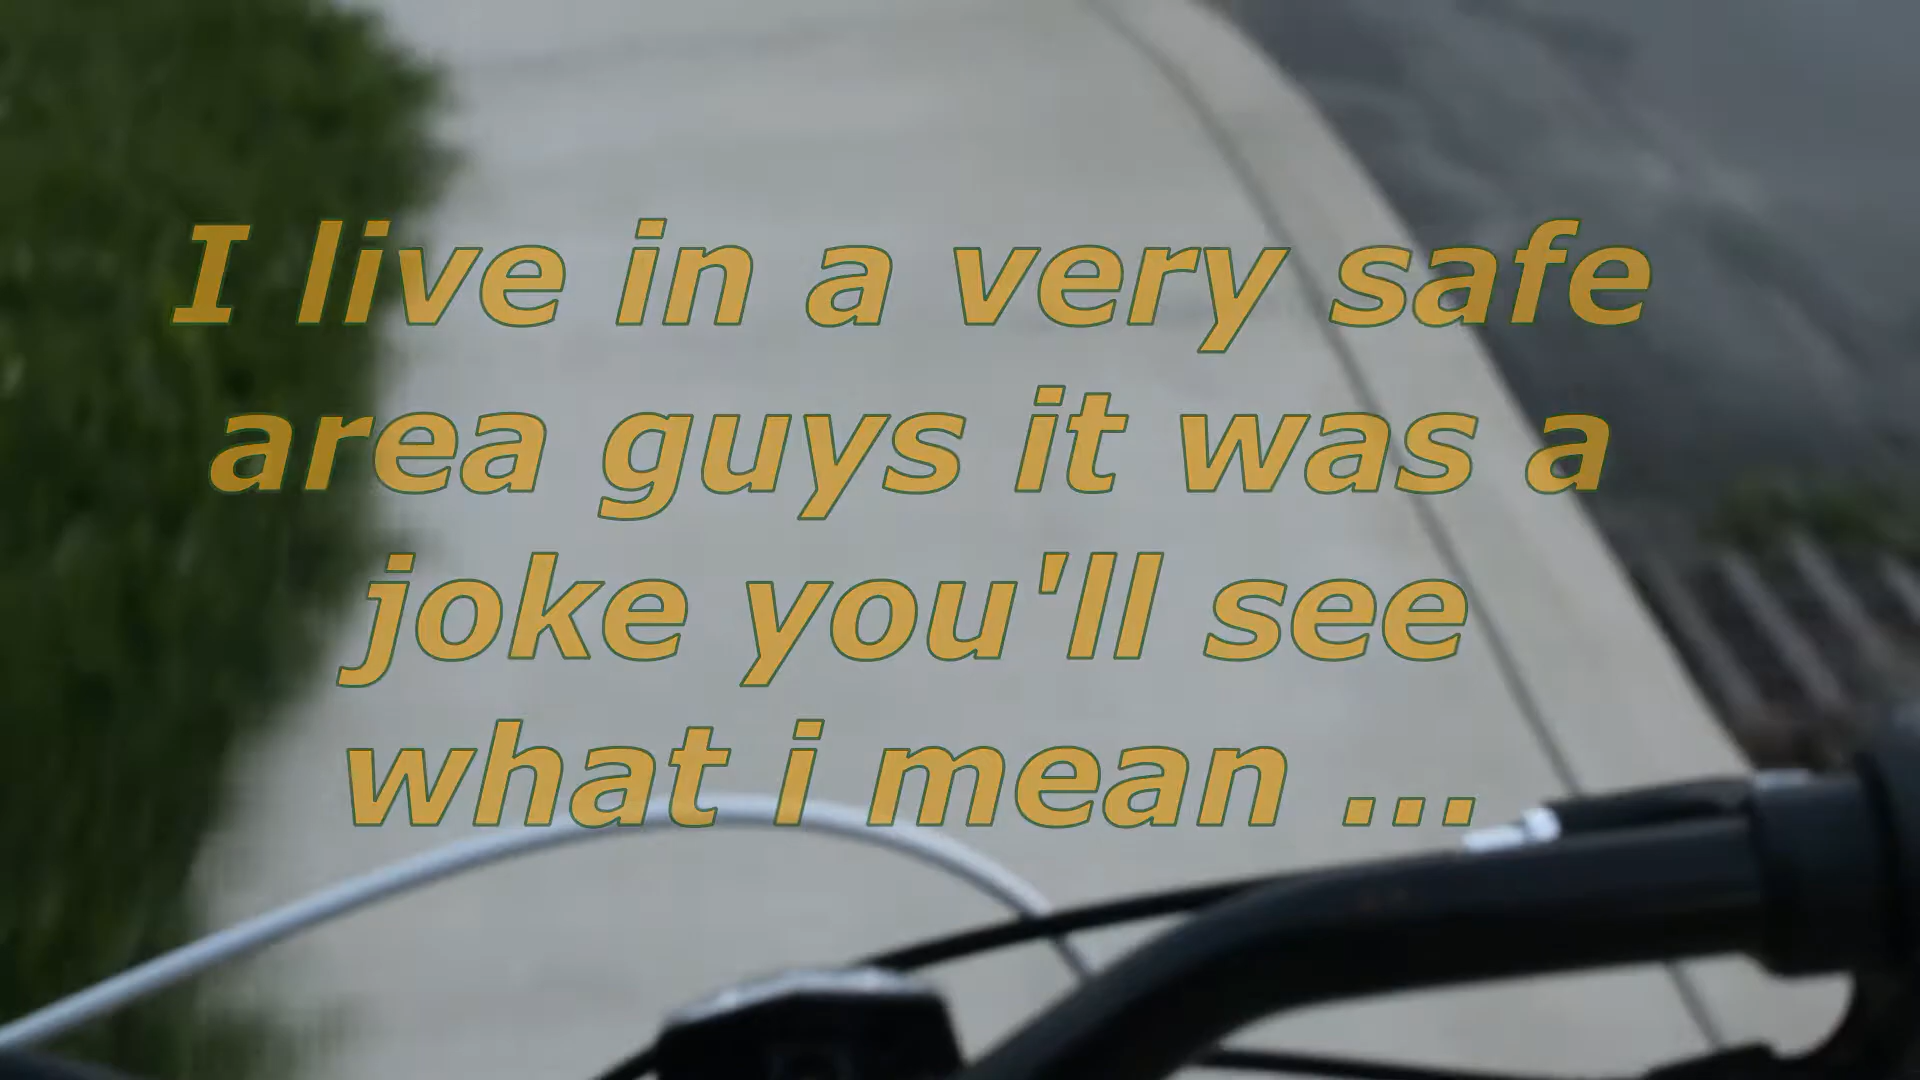 I live in a very safe
area guys it was a
joke you'll see
what i mean ...